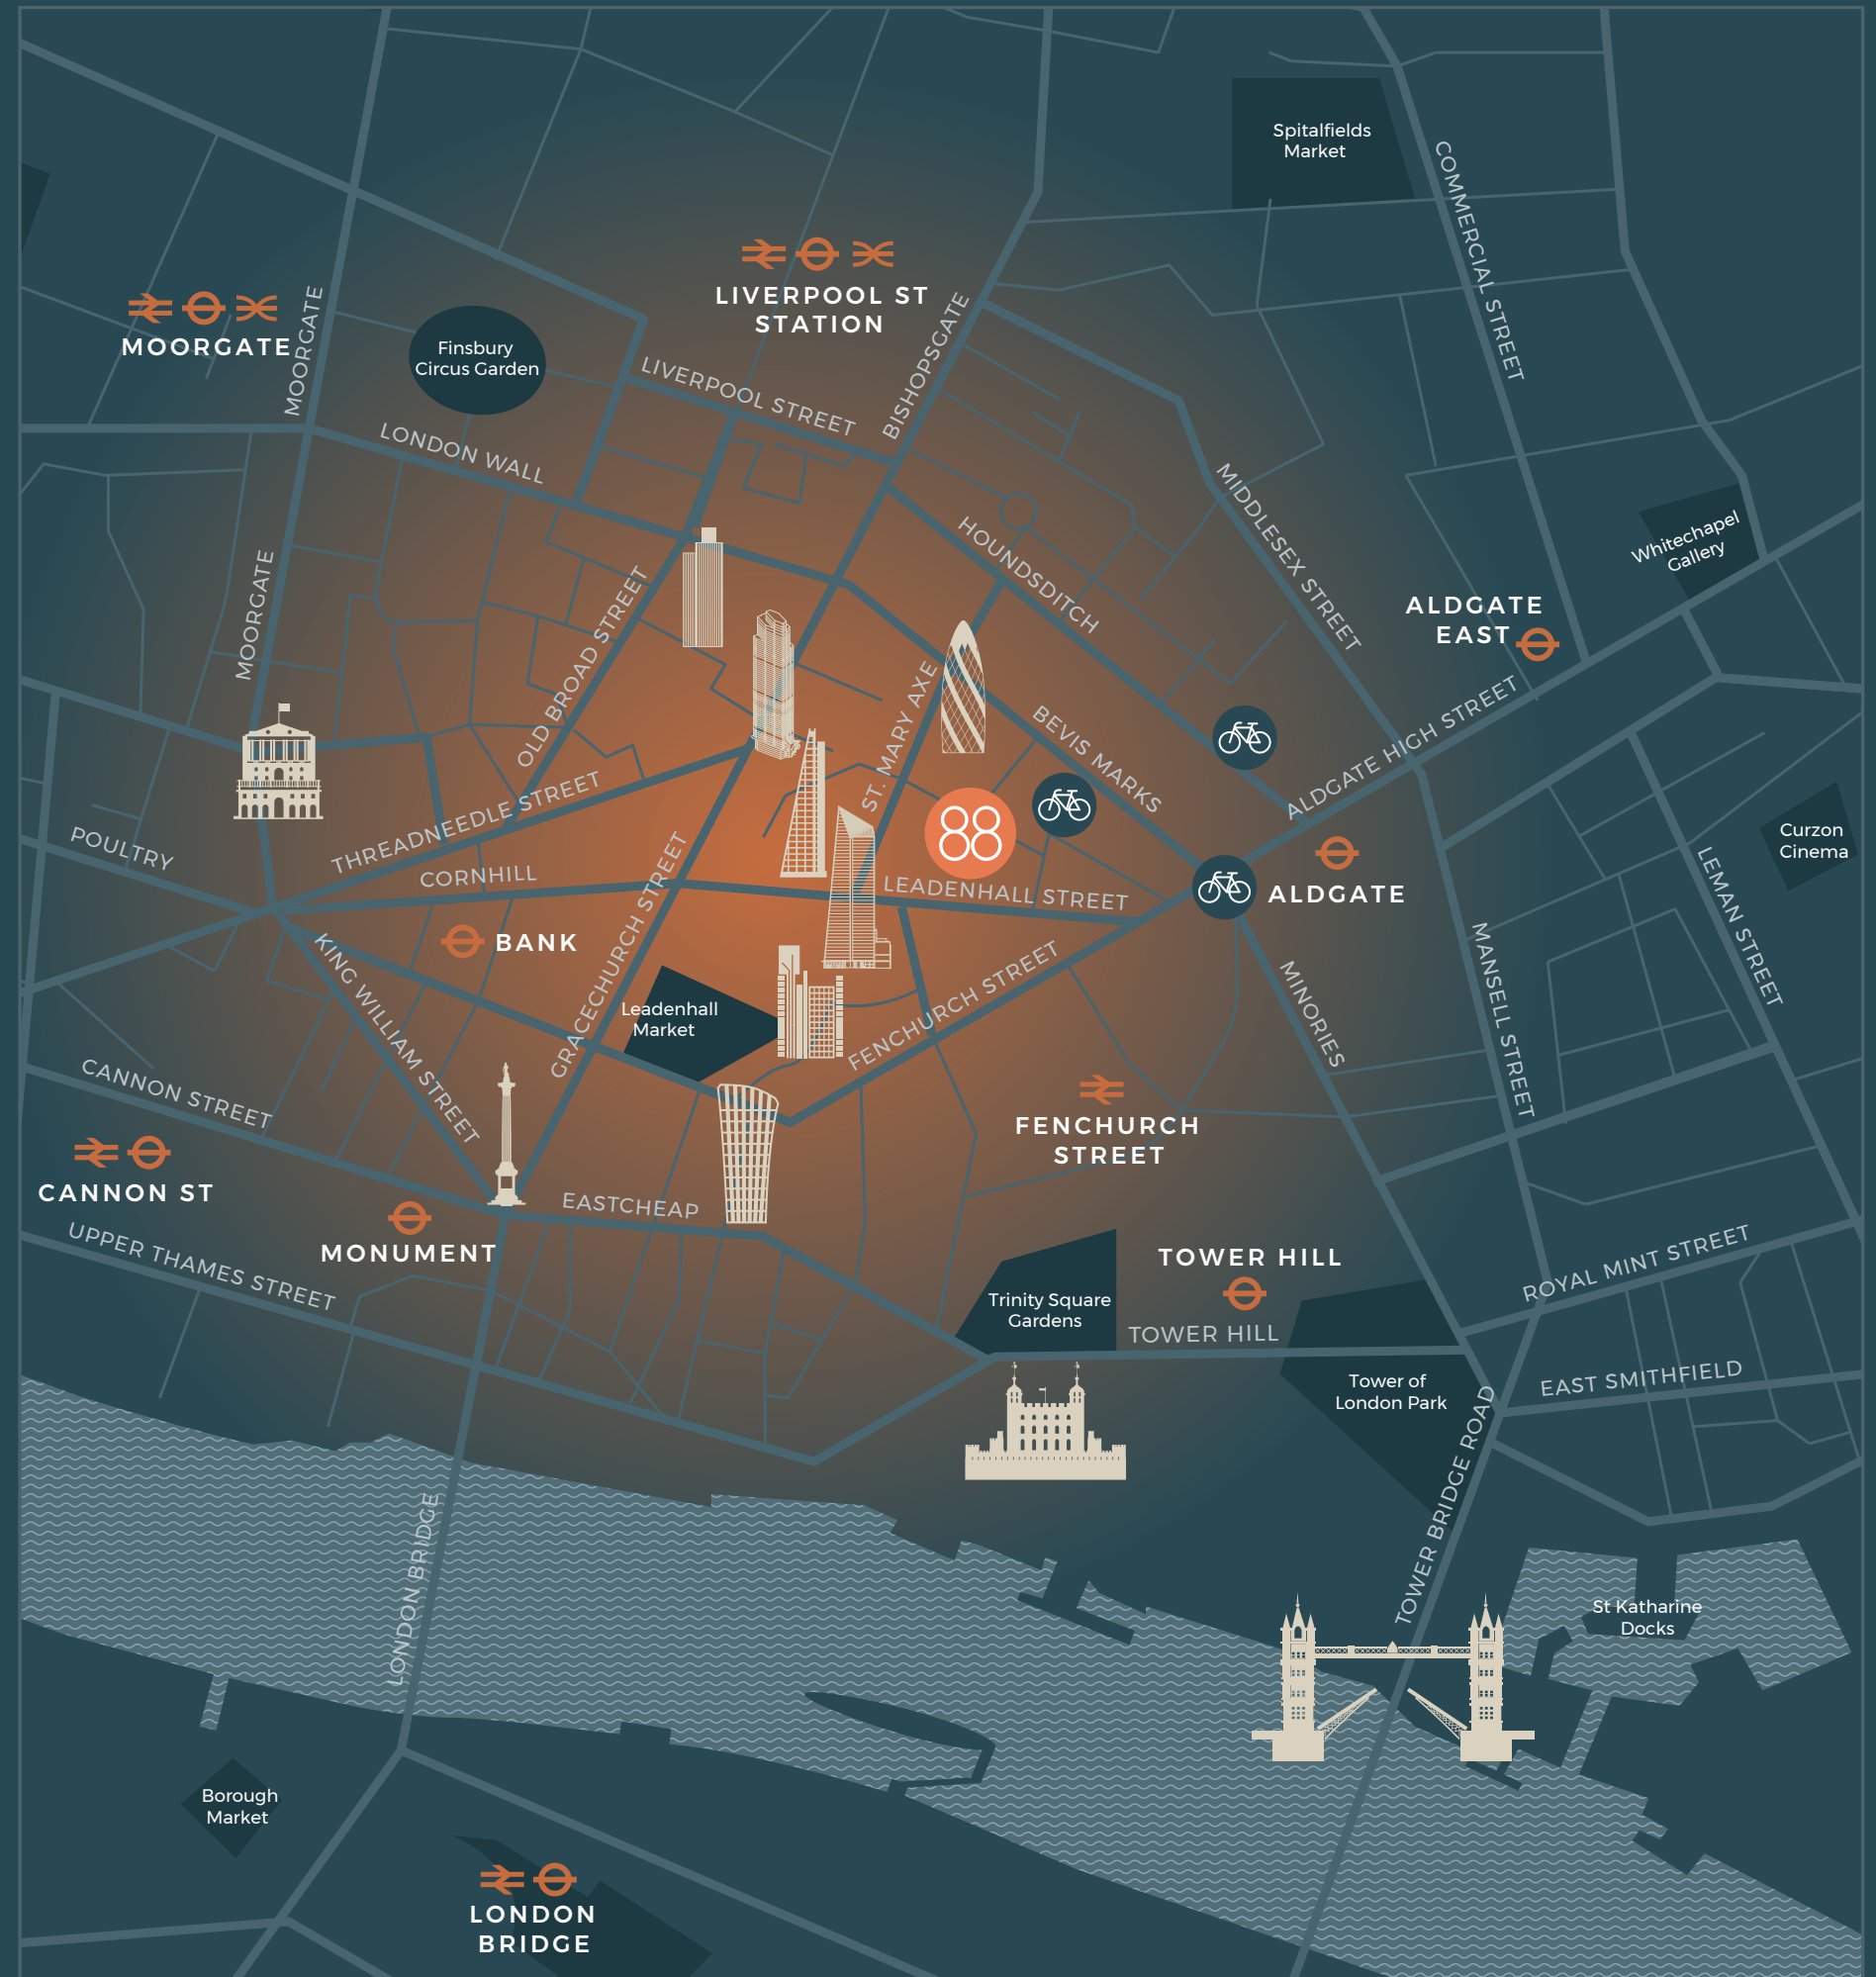 Spitalfields
Market
COMMERCIAL STREET
LIVERPOOL ST
STATION
MOORGATE
MOORGATE
Finsbury
Circus Garden
BISHOPSGATE
LIVERPOOL STREET
LONDON WALL
MIDDLESEX STREET
HOUNDSDITCH
Whitechapel
Gallery
ALDGATE
EAST
MOORGATE
OLD BROAD STREET
ST. MARY AXE
BEVIS MARKS
ALDGATE HIGH STREET
THREADNEEDLE STREET
POULTRY
CORNHILL
88
LEADENHALL STREET
ALDGATE
Curzon
Cinema
LEMAN STREET
MANSELL STREET
BANK
KING WILLIAM STREET
GRACECHURCH STREET
Leadenhall
Market
FENCHURCH STREET
MINORIES
CANNON STREET
FENCHURCH
STREET
CANNON ST
MONUMENT
EASTCHEAP
UPPER THAMES STREET
TOWER HILL
Trinity Square
Gardens
TOWER HILL
ROYAL MINT STREET
Tower of
London Park
EAST SMITHFIELD
TOWER BRIDGE ROAD
LONDON BRIDGE
St Katharine
Docks
Borough
Market
LONDON
BRIDGE